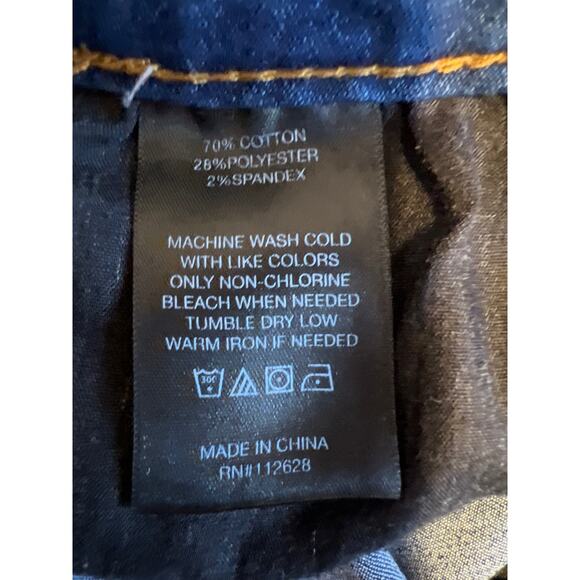 70% COTTON
28%POLYESTER
2%SPANDEX
MACHINE WASH COLD
WITH LIKE COLORS
ONLY NON-CHLORINE
BLEACH WHEN NEEDED
TUMBLE DRY LOW
WARM IRON IF NEEDED
30C
MADE IN CHINA
RN#112628